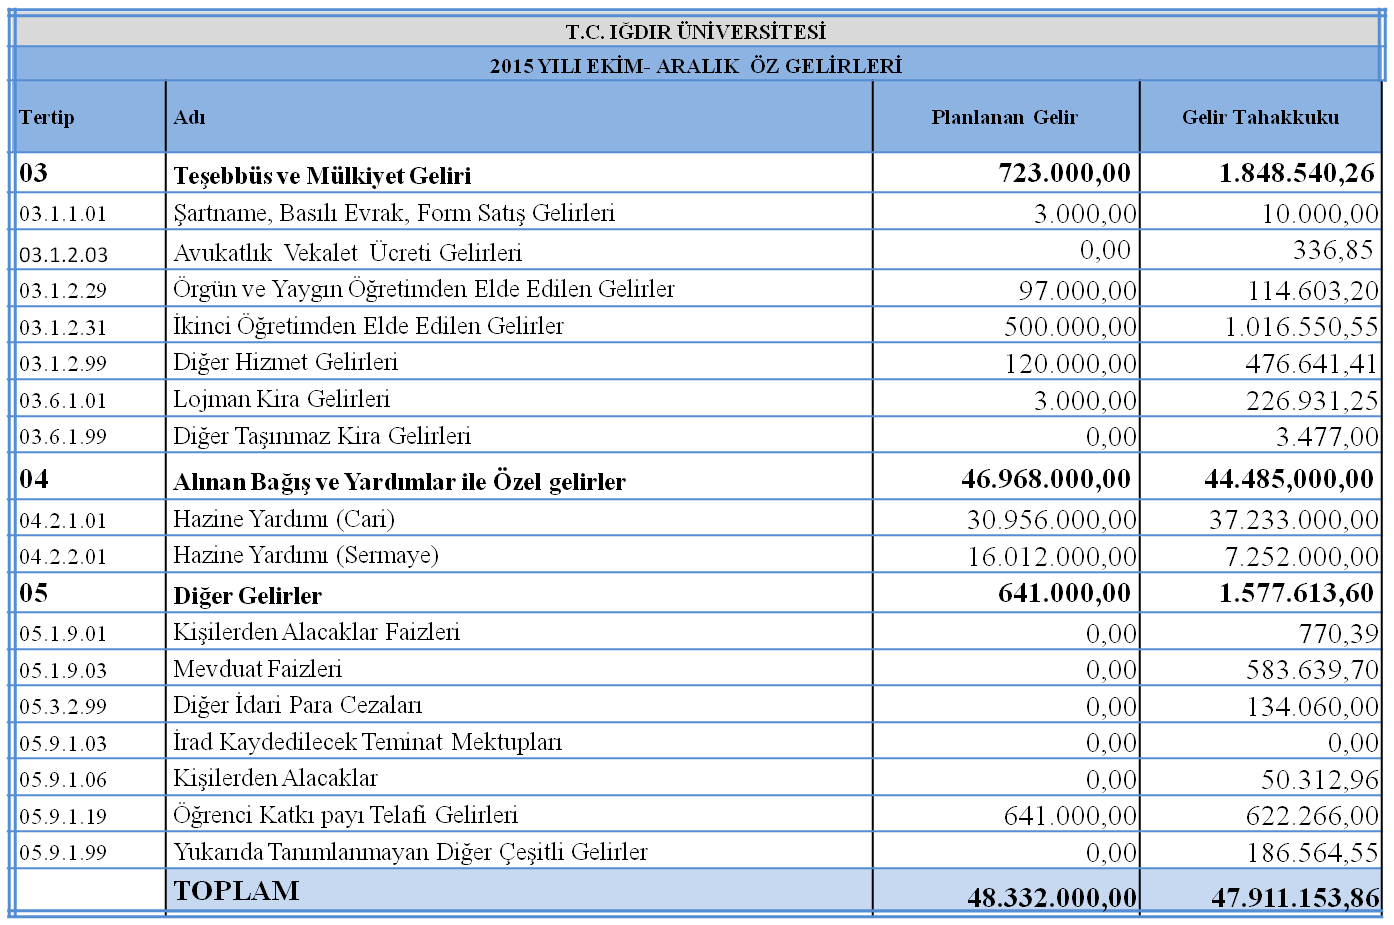 T.C. IĞDIR ÜNİVERSİTESİ
2015 YILI EKİM- ARALIK ÖZ GELİRLERİ
Tertip Adı Planlanan Gelir Gelir Tahakkuku
03 Teşebbüs ve Mülkiyet Geliri 723.000,00 1.848.540,26
03.1.1.01 Şartname, Basılı Evrak, Form Satış Gelirleri 3.000,00 10.000,00
03.1.2.03 Avukatlık Vekalet Ücreti Gelirleri 0,00 336,85
03.1.2.29 Örgün ve Yaygın Öğretimden Elde Edilen Gelirler 97.000,00 114.603,20
03.1.2.31 İkinci Öğretimden Elde Edilen Gelirler 500.000,00 1.016.550,55
03.1.2.99 Diğer Hizmet Gelirleri 120.000,00 476.641,41
03.6.1.01 Lojman Kira Gelirleri 3.000,00 226.931,25
03.6.1.99 Diğer Taşınmaz Kira Gelirleri 0,00 3.477,00
04 Alınan Bağış ve Yardımlar ile Özel gelirler 46.968.000,00 44.485,000,00
04.2.1.01 Hazine Yardımı (Cari) 30.956.000,00 37.233.000,00
04.2.2.01 Hazine Yardımı (Sermaye) 16.012.000,00 7.252.000,00
05 Diğer Gelirler 641.000,00 1.577.613,60
05.1.9.01 Kişilerden Alacaklar Faizleri 0,00 770,39
05.1.9.03 Mevduat Faizleri 0,00 583.639,70
05.3.2.99 Diğer İdari Para Cezaları 0,00 134.060,00
05.9.1.03 İrad Kaydedilecek Teminat Mektupları 0,00 0,00
05.9.1.06 Kişilerden Alacaklar 0,00 50.312,96
05.9.1.19 Öğrenci Katkı payı Telafi Gelirleri 641.000,00 622.266,00
05.9.1.99 Yukarıda Tanımlanmayan Diğer Çeşitli Gelirler 0,00 186.564,55
TOPLAM 48.332.000,00 47.911.153,86